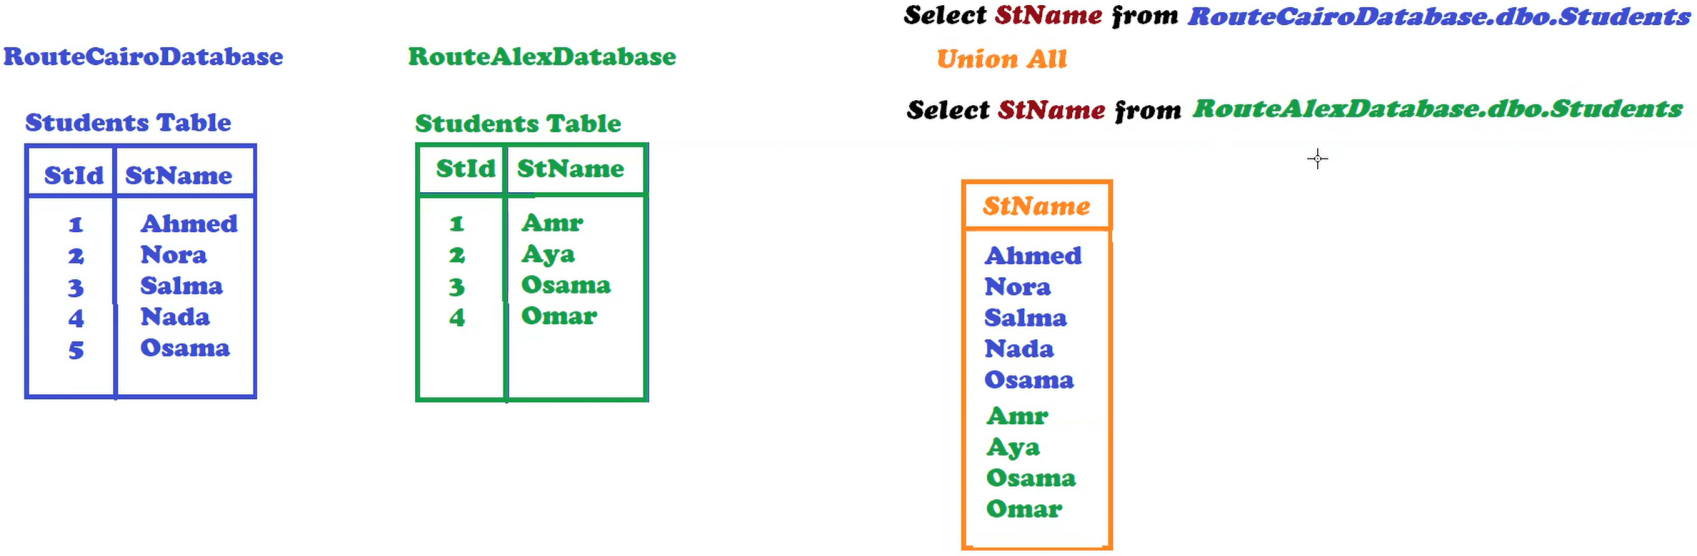 RouteCairoDatabase
Students Table
StId StName
1 Ahmed
2 Nora
3 Salma
4 Nada
5 Osama
RouteAlexDatabase
Students Table
StId StName
1 Amr
2 Aya
3 Osama
4 Omar
Select StName from RouteCairoDatabase.dbo.Students
Union All
Select StName from RouteAlexDatabase.dbo.Students
StName
Ahmed
Nora
Salma
Nada
Osama
Amr
Aya
Osama
Omar